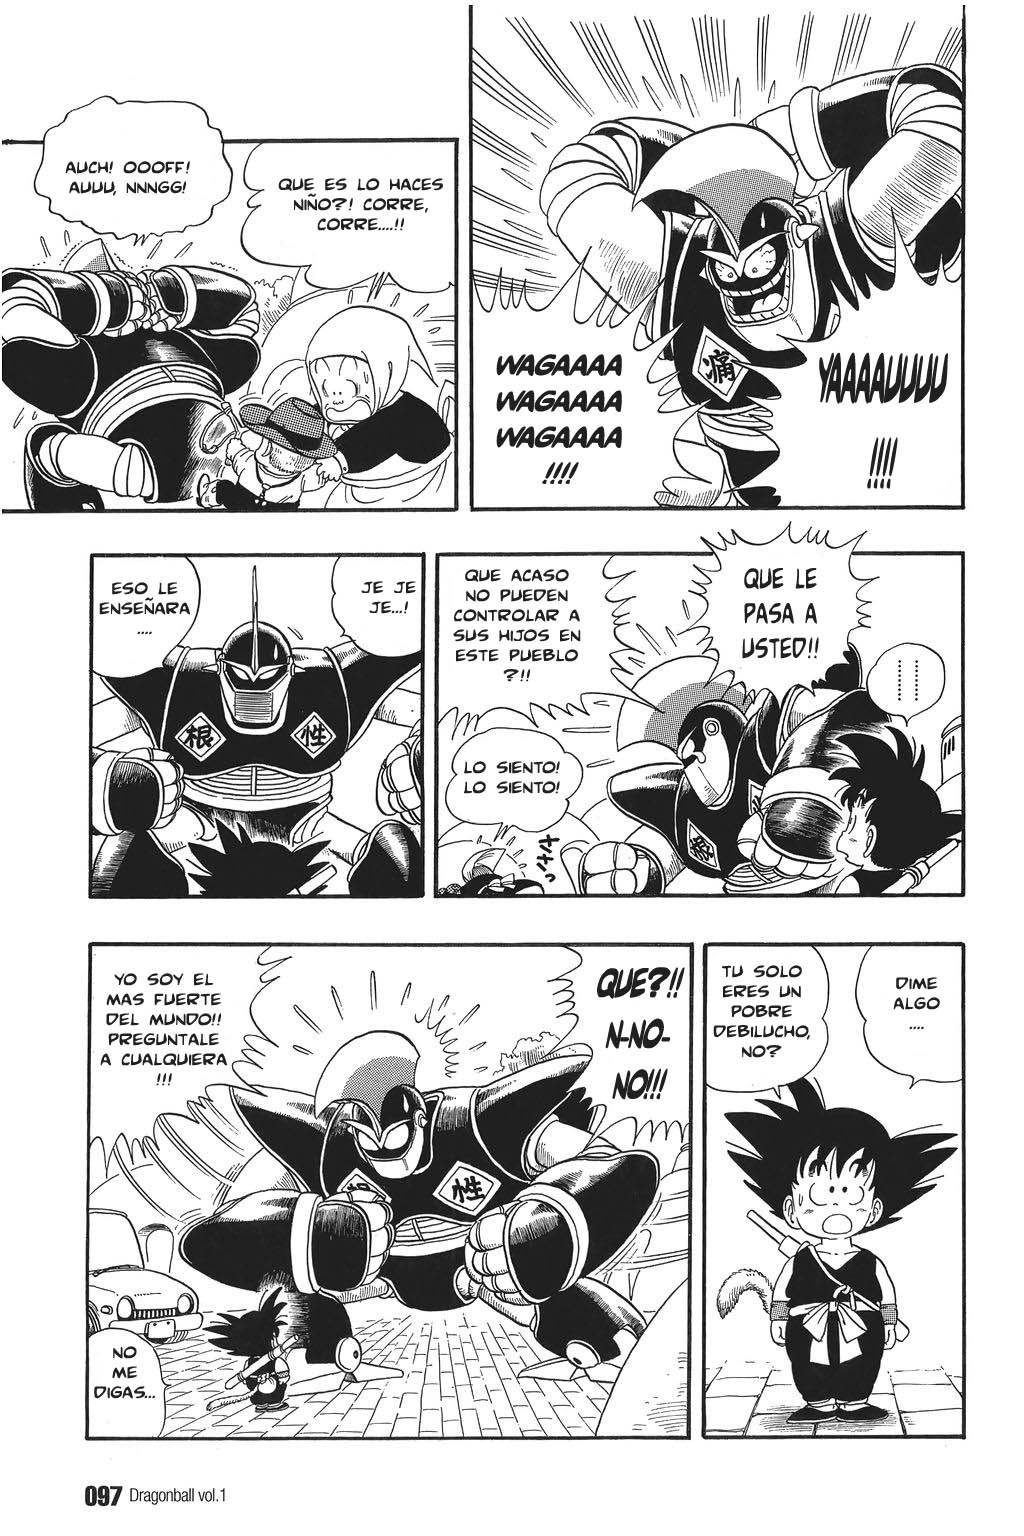 YAAAAUUUU
!!!!
WAGAAAA
WAGAAAA
WAGAAAA
!!!!
痛
QUE ES LO HACES
NIÑO?! CORRE,
CORRE....!!
AUCH! OOOFF!
AUUU, NNNGG!
QUE LE
PASA A
USTED!!
QUE ACASO
NO PUEDEN
CONTROLAR A
SUS HIJOS EN
ESTE PUEBLO
?!!
LO SIENTO!
LO SIENTO!
JE JE
JE...!
ESO LE
ENSEÑARA
....
根 性
DIME
ALGO
....
TU SOLO
ERES UN
POBRE
DEBILUCHO,
NO?
QUE?!!
N-NO-
NO!!!
YO SOY EL
MAS FUERTE
DEL MUNDO!!
PREGUNTALE
A CUALQUIERA
!!!
性
NO
ME
DIGAS...
097 Dragonball vol.1